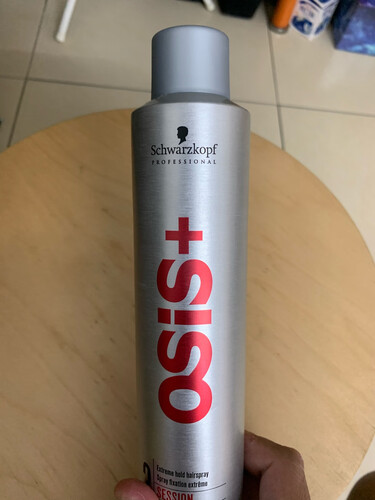 Schwarzkopf
PROFESSIONAL
OSiS+
Extreme hold hairspray
Spray fixation extrême
SESSION